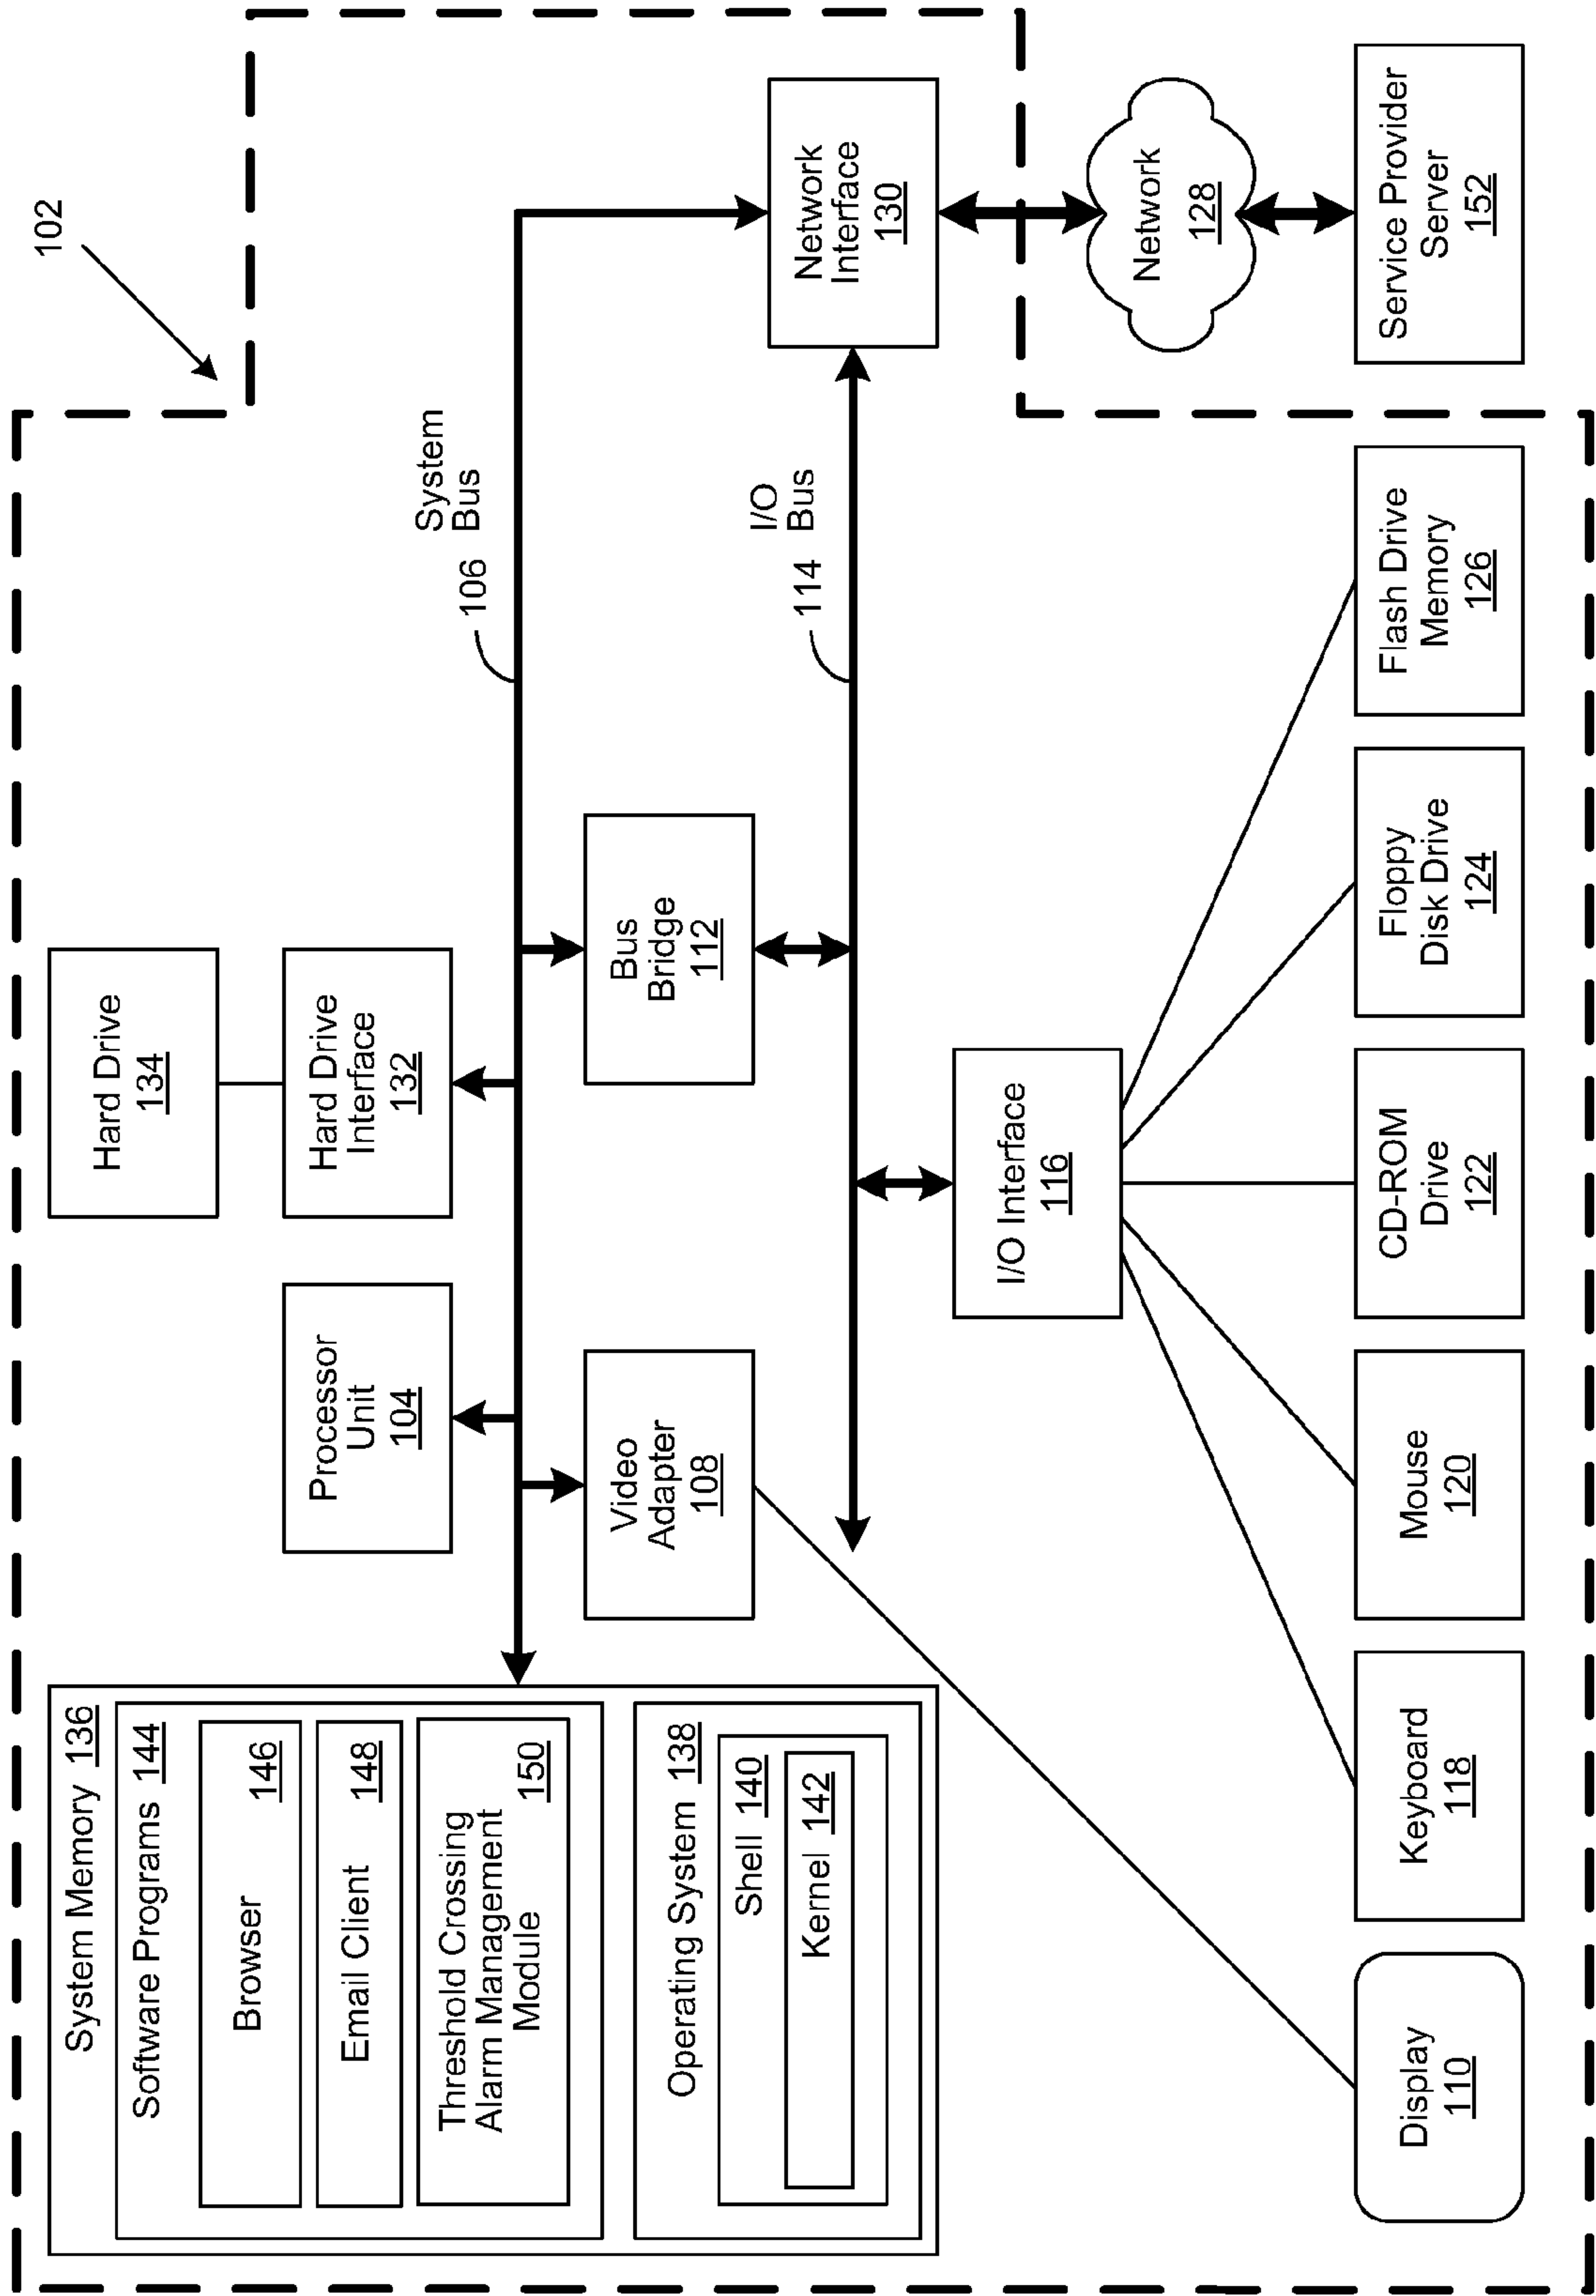 102
System Memory 136
Software Programs 144
Browser 146
Email Client 148
Threshold Crossing
Alarm Management
Module
150
Operating System 138
Shell 140
Kernel 142
Processor
Unit
104
Hard Drive
134
Hard Drive
Interface
132
System
Bus
106
Video
Adapter
108
Bus
Bridge
112
I/O
Bus
114
Network
Interface
130
I/O Interface
116
Network
128
Display
110
Keyboard
118
Mouse
120
CD-ROM
Drive
122
Floppy
Disk Drive
124
Flash Drive
Memory
126
Service Provider
Server
152